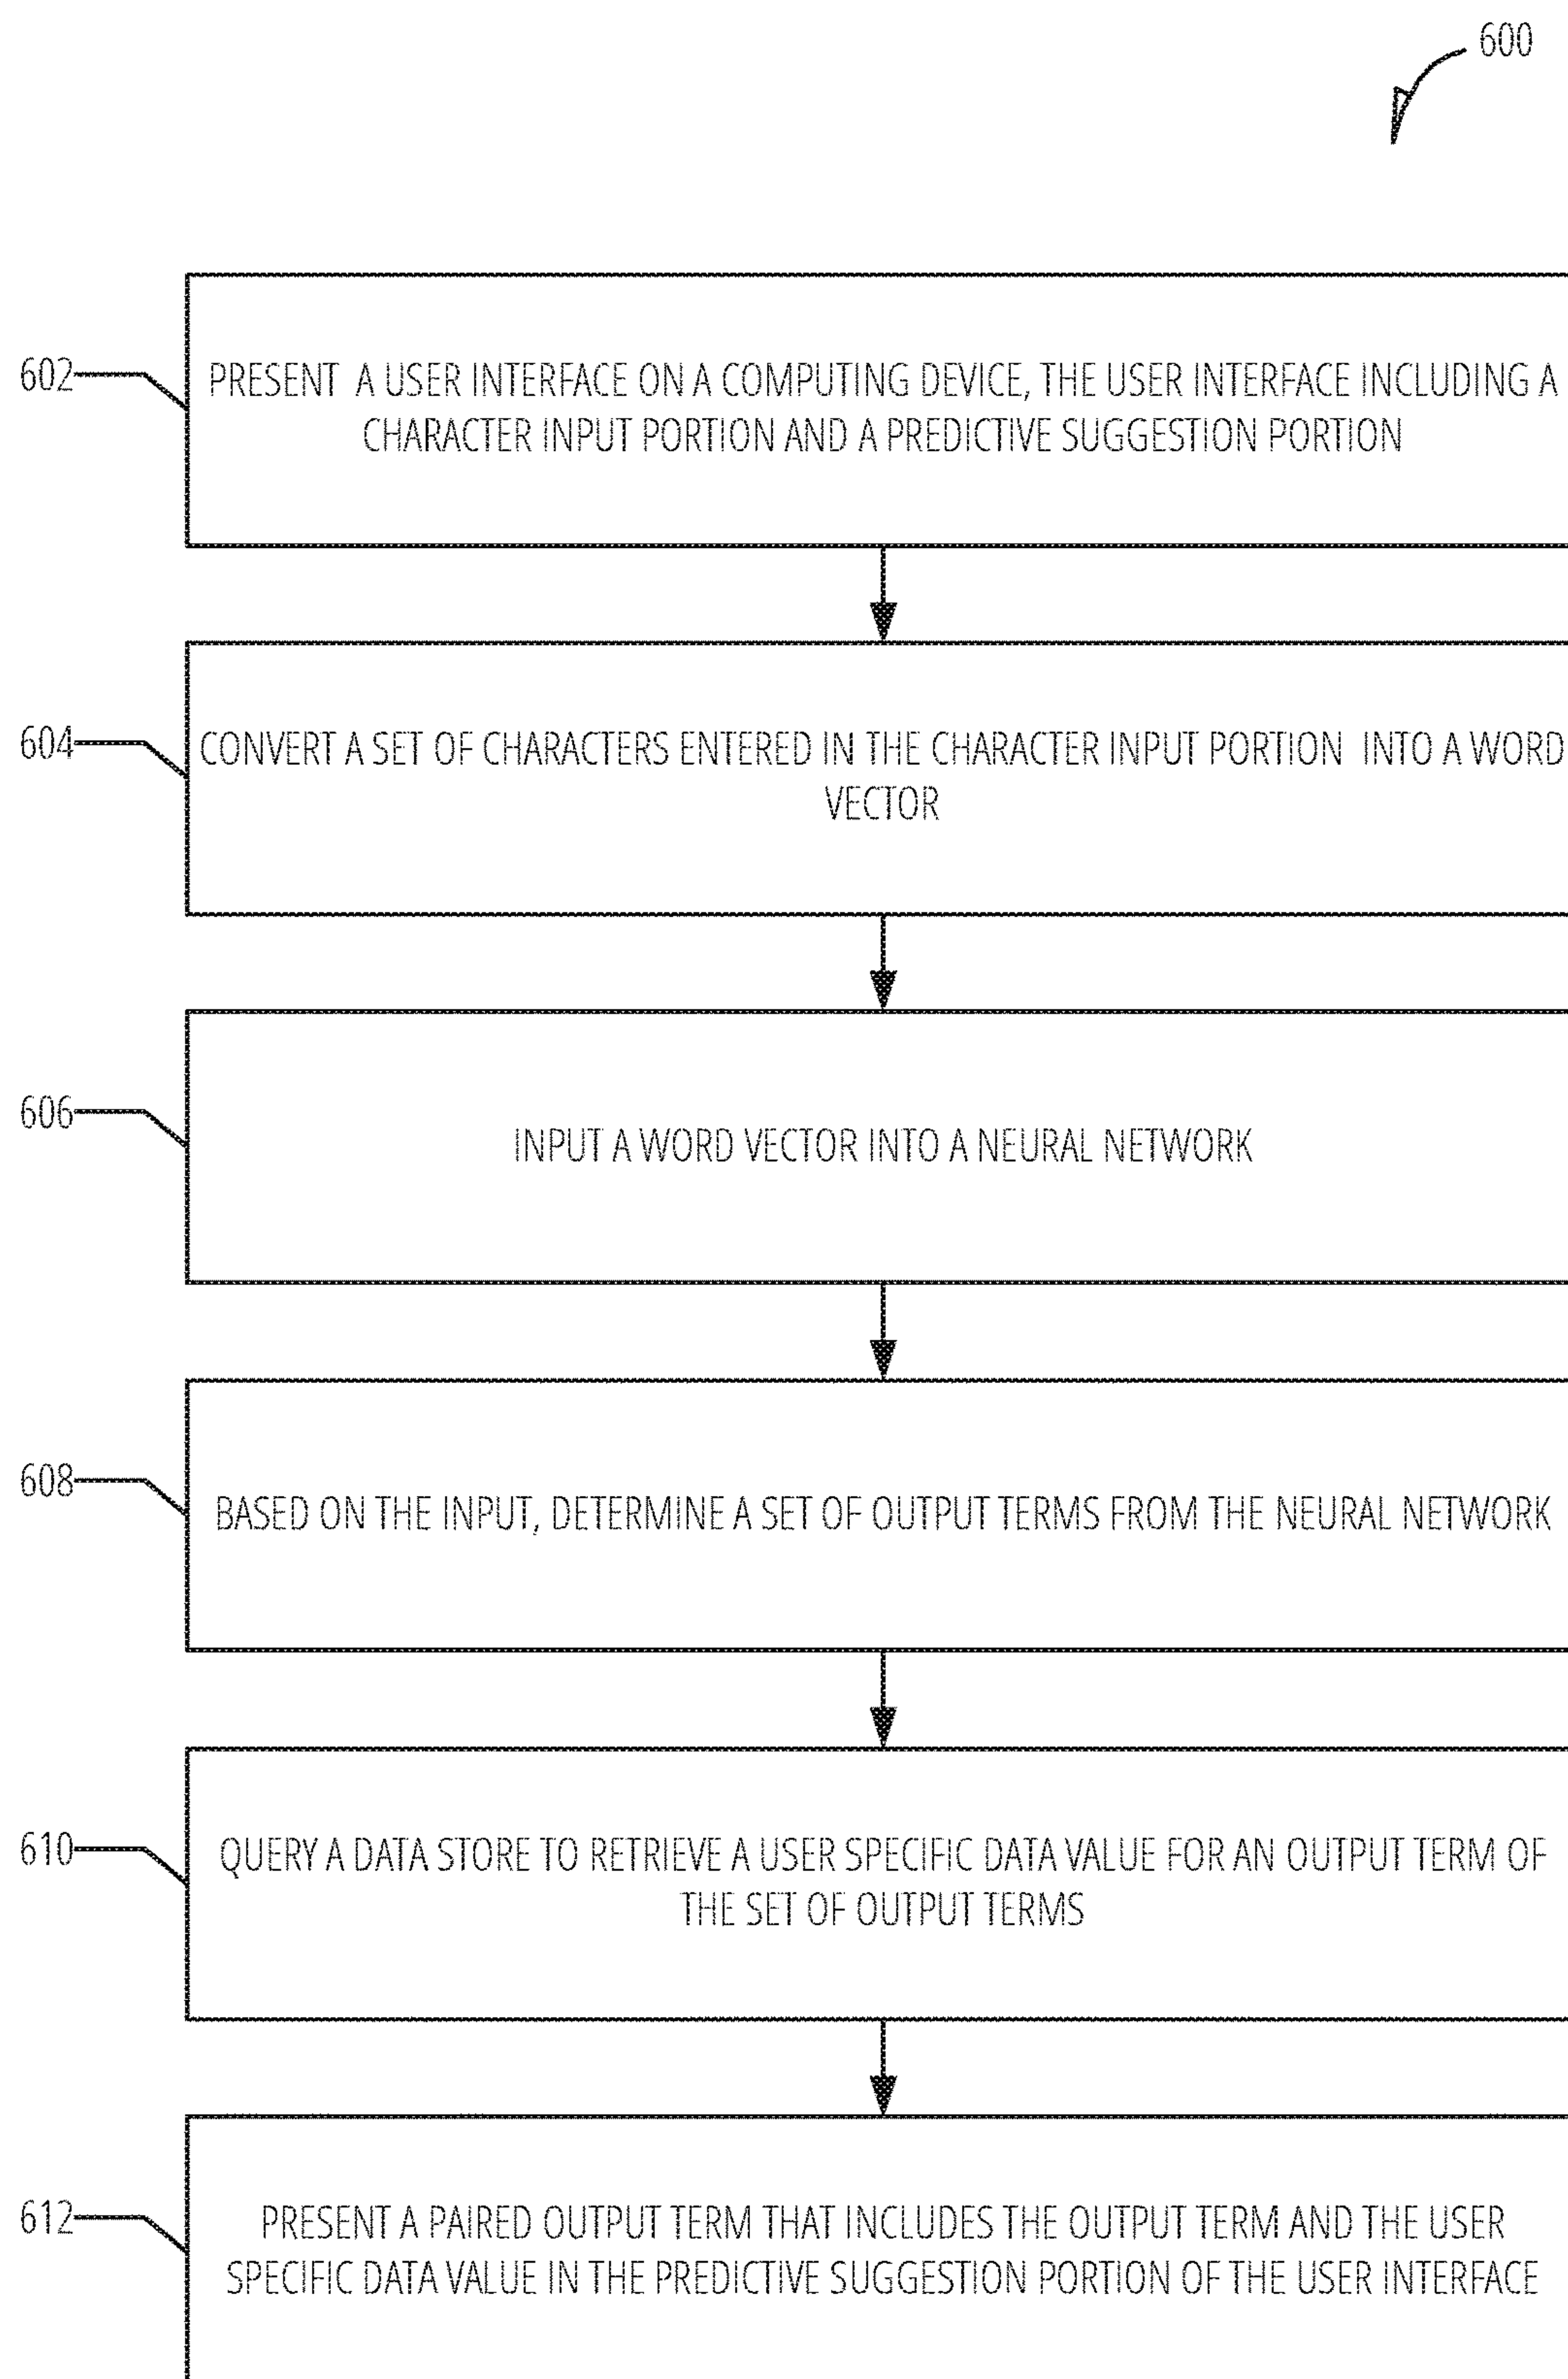 600
602
PRESENT A USER INTERFACE ON A COMPUTING DEVICE, THE USER INTERFACE INCLUDING A
CHARACTER INPUT PORTION AND A PREDICTIVE SUGGESTION PORTION
604
CONVERT A SET OF CHARACTERS ENTERED IN THE CHARACTER INPUT PORTION INTO A WORD
VECTOR
606
INPUT A WORD VECTOR INTO A NEURAL NETWORK
608
BASED ON THE INPUT, DETERMINE A SET OF OUTPUT TERMS FROM THE NEURAL NETWORK
610
QUERY A DATA STORE TO RETRIEVE A USER SPECIFIC DATA VALUE FOR AN OUTPUT TERM OF
THE SET OF OUTPUT TERMS
612
PRESENT A PAIRED OUTPUT TERM THAT INCLUDES THE OUTPUT TERM AND THE USER
SPECIFIC DATA VALUE IN THE PREDICTIVE SUGGESTION PORTION OF THE USER INTERFACE